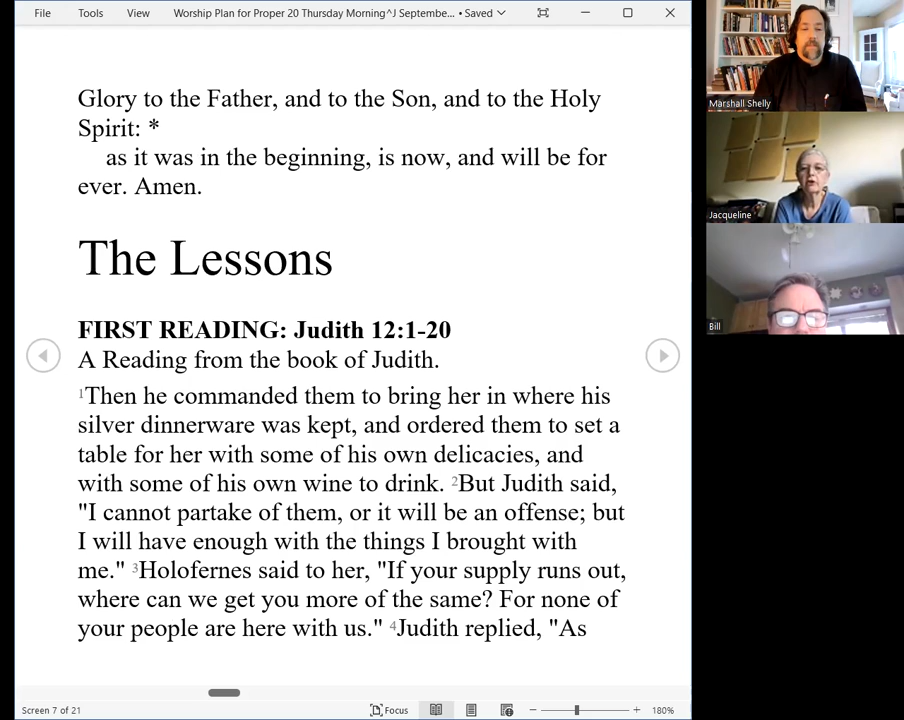 File Tools View Worship Plan for Proper 20 Thursday Morning^J Septembe... • Saved
Glory to the Father, and to the Son, and to the Holy
Spirit: *
as it was in the beginning, is now, and will be for
ever. Amen.
The Lessons
FIRST READING: Judith 12:1-20
A Reading from the book of Judith.
1Then he commanded them to bring her in where his
silver dinnerware was kept, and ordered them to set a
table for her with some of his own delicacies, and
with some of his own wine to drink. 2But Judith said,
"I cannot partake of them, or it will be an offense; but
I will have enough with the things I brought with
me." 3Holofernes said to her, "If your supply runs out,
where can we get you more of the same? For none of
your people are here with us." 4Judith replied, "As
Screen 7 of 21 Focus 180%
Marshall Shelly
Jacqueline
Bill